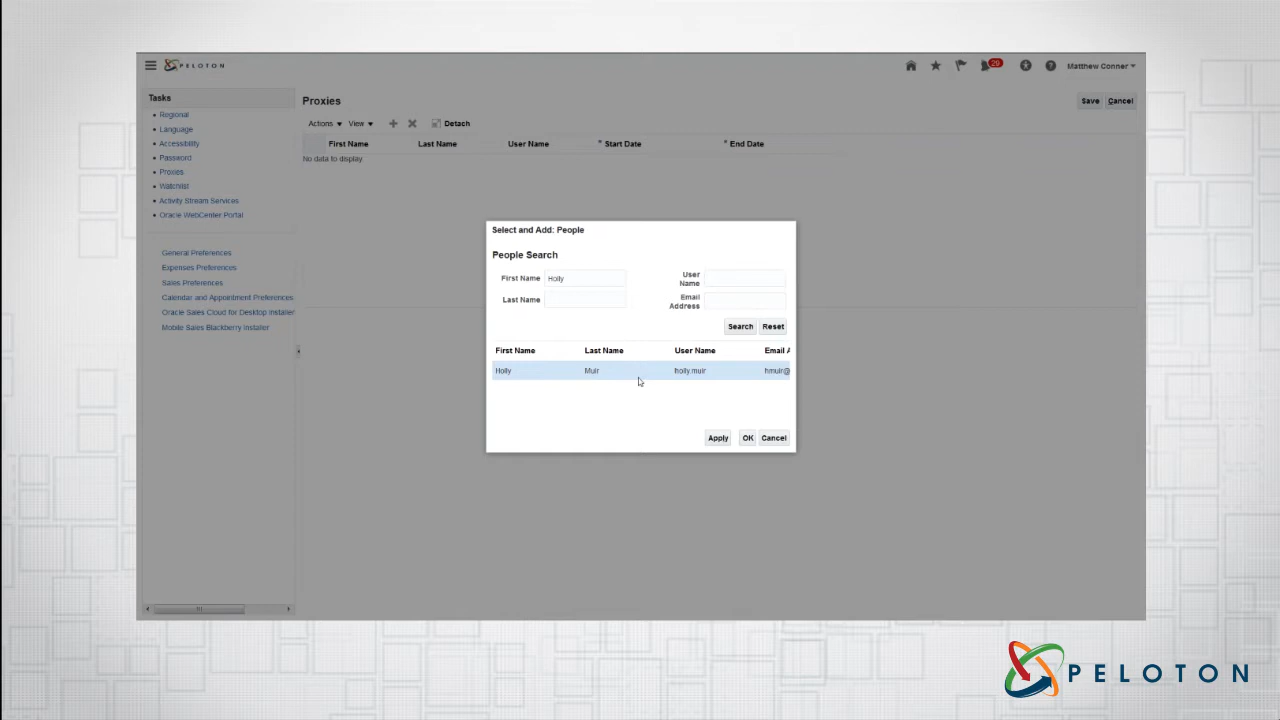 PELOTON
29
Matthew Conner
Tasks
Regional
Language
Accessibility
Password
Proxies
Watchlist
Activity Stream Services
Oracle WebCenter Portal
General Preferences
Expenses Preferences
Sales Preferences
Calendar and Appointment Preferences
Oracle Sales Cloud for Desktop Installer
Mobile Sales Blackberry Installer
Proxies
Save Cancel
Actions View Detach
First Name Last Name User Name * Start Date * End Date
No data to display
Select and Add: People
People Search
First Name Holly
Last Name
User Name
Email Address
Search Reset
First Name Last Name User Name Email A
Holly Muir holly.muir hmuir@
Apply OK Cancel
PELOTON